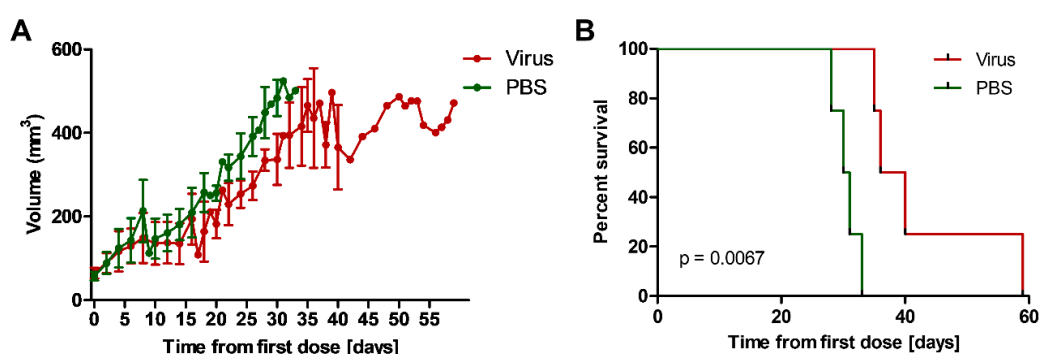 A
Volume (mm³)
600
400
200
0
0 5 10 15 20 25 30 35 40 45 50 55
Time from first dose [days]
Virus
PBS
B
Percent survival
100
80
60
40
20
0
p = 0.0067
0 20 40 60
Time from first dose [days]
Virus
PBS